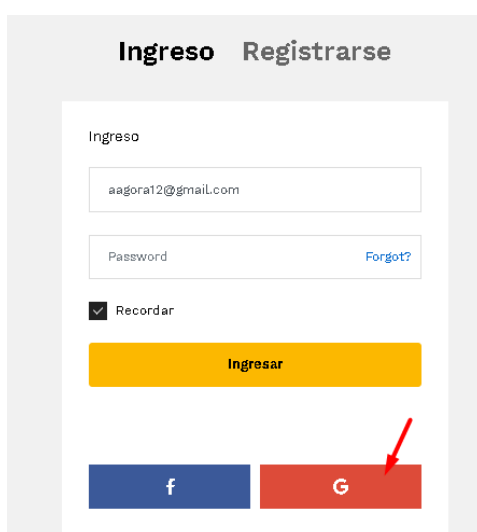 Ingreso Registrarse
Ingreso
aagora12@gmail.com
Password Forgot?
Recordar
Ingresar
f G